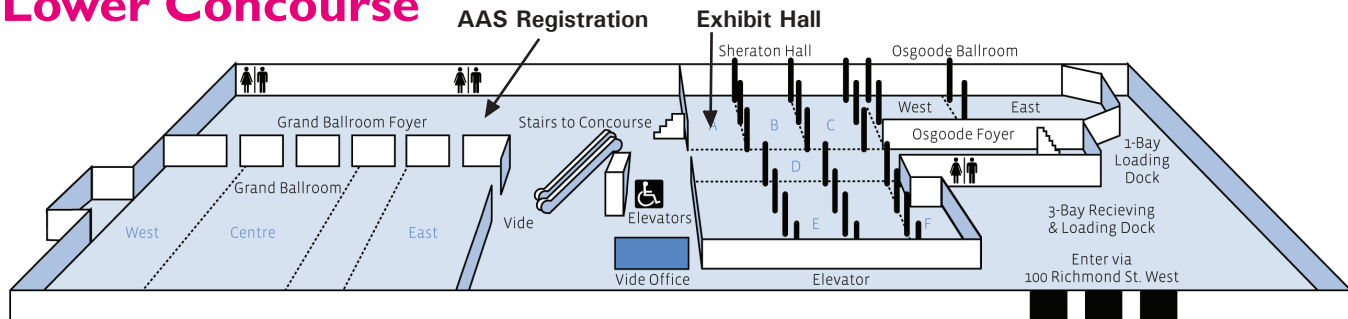 Lower Concourse
AAS Registration
Exhibit Hall
Sheraton Hall
Osgoode Ballroom
Grand Ballroom Foyer
Stairs to Concourse
A
B
C
West
East
Osgoode Foyer
1-Bay
Loading
Dock
D
Grand Ballroom
3-Bay Recieving
& Loading Dock
West
Centre
East
Vide
Elevators
E
F
Enter via
100 Richmond St. West
Vide Office
Elevator